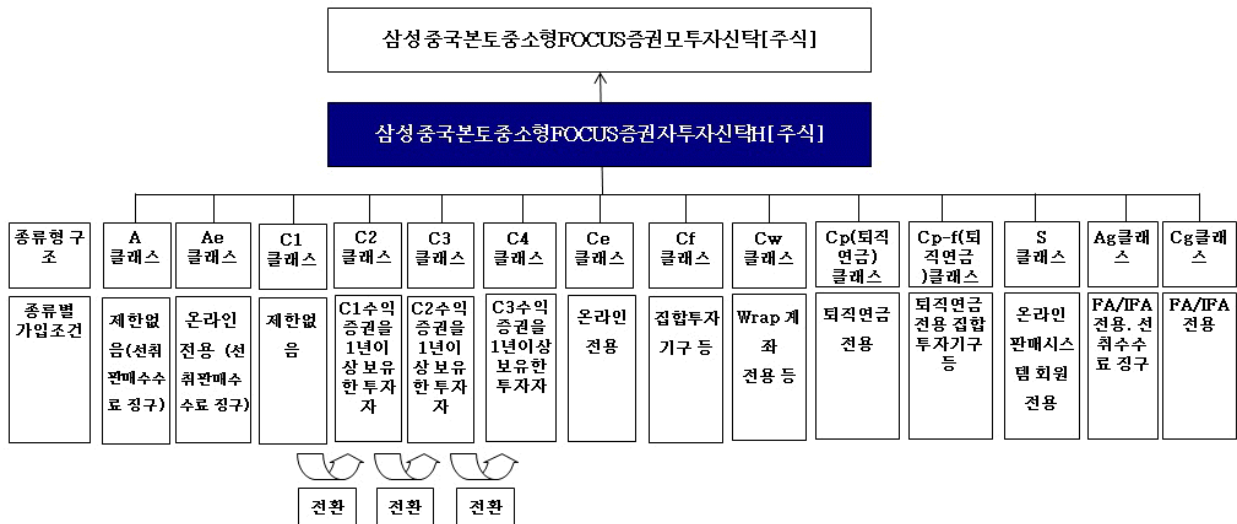 삼성중국본토중소형FOCUS증권모투자신탁[주식]
삼성중국본토중소형FOCUS증권자투자신탁H[주식]
종류형 구
조
A
클래스
Ae
클래스
C1
클래스
C2
클래스
C3
클래스
C4
클래스
Ce
클래스
Cf
클래스
Cw
클래스
Cp(퇴직
연금)
클래스
Cp-f(퇴
직연금
)클래스
S
클래스
Ag클래
스
Cg클래
스
종류별
가입조건
제한없
음(선취
판매수수
료 징구)
온라인
전용 (선
취판매수
수료 징구)
제한없
음
C1수익
증권을
1년이
상 보유
한 투자
자
C2수익
증권을
1년이
상 보유
한 투자
자
C3수익
증권을
1년이상
보유한
투자자
온라인
전용
집합투자
기구 등
Wrap 계
좌
전용 등
퇴직연금
전용
퇴직연금
전용 집합
투자기구
등
온라인
판매시스
템 회원
전용
FA/IFA
전용. 선
취수수
료 징구
FA/IFA
전용
전환
전환
전환